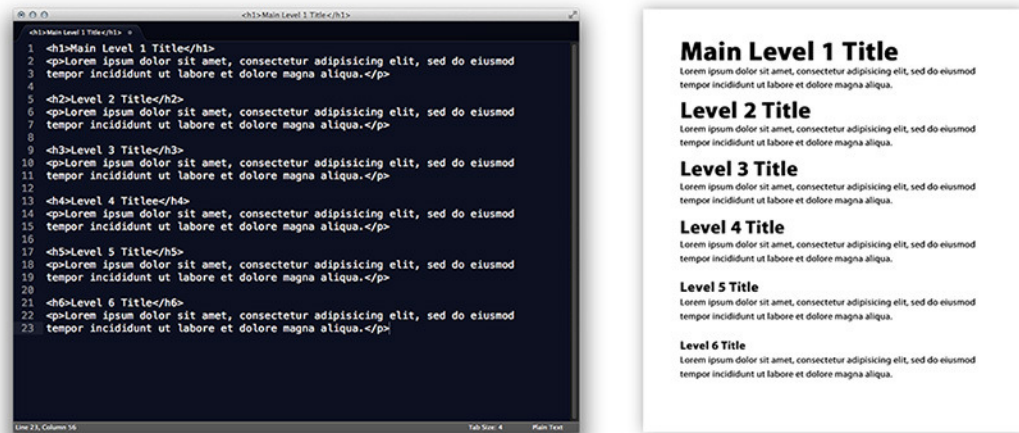 <h1>Main Level 1 Title</h1>
<h1>Main Level 1 Title</h1>
1 <h1>Main Level 1 Title</h1>
2 <p>Lorem ipsum dolor sit amet, consectetur adipisicing elit, sed do eiusmod
3 tempor incididunt ut labore et dolore magna aliqua.</p>
4
5 <h2>Level 2 Title</h2>
6 <p>Lorem ipsum dolor sit amet, consectetur adipisicing elit, sed do eiusmod
7 tempor incididunt ut labore et dolore magna aliqua.</p>
8
9 <h3>Level 3 Title</h3>
10 <p>Lorem ipsum dolor sit amet, consectetur adipisicing elit, sed do eiusmod
11 tempor incididunt ut labore et dolore magna aliqua.</p>
12
13 <h4>Level 4 Titlee</h4>
14 <p>Lorem ipsum dolor sit amet, consectetur adipisicing elit, sed do eiusmod
15 tempor incididunt ut labore et dolore magna aliqua.</p>
16
17 <h5>Level 5 Title</h5>
18 <p>Lorem ipsum dolor sit amet, consectetur adipisicing elit, sed do eiusmod
19 tempor incididunt ut labore et dolore magna aliqua.</p>
20
21 <h6>Level 6 Title</h6>
22 <p>Lorem ipsum dolor sit amet, consectetur adipisicing elit, sed do eiusmod
23 tempor incididunt ut labore et dolore magna aliqua.</p>
Line 23, Column 56 Tab Size: 4 Plain Text
Main Level 1 Title
Lorem ipsum dolor sit amet, consectetur adipisicing elit, sed do eiusmod
tempor incididunt ut labore et dolore magna aliqua.
Level 2 Title
Lorem ipsum dolor sit amet, consectetur adipisicing elit, sed do eiusmod
tempor incididunt ut labore et dolore magna aliqua.
Level 3 Title
Lorem ipsum dolor sit amet, consectetur adipisicing elit, sed do eiusmod
tempor incididunt ut labore et dolore magna aliqua.
Level 4 Title
Lorem ipsum dolor sit amet, consectetur adipisicing elit, sed do eiusmod
tempor incididunt ut labore et dolore magna aliqua.
Level 5 Title
Lorem ipsum dolor sit amet, consectetur adipisicing elit, sed do eiusmod
tempor incididunt ut labore et dolore magna aliqua.
Level 6 Title
Lorem ipsum dolor sit amet, consectetur adipisicing elit, sed do eiusmod
tempor incididunt ut labore et dolore magna aliqua.